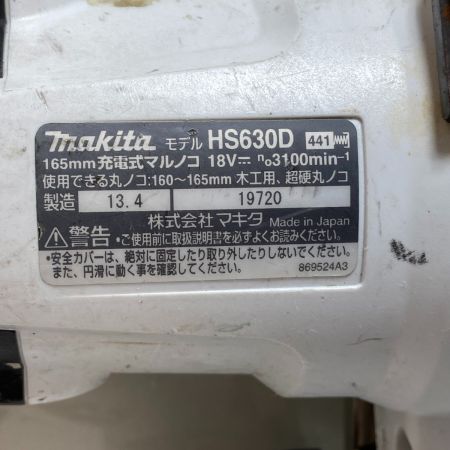 makita モデル HS630D 441
165mm充電式マルノコ 18V⎓ n₀3100min⁻¹
使用できる丸ノコ:160～165mm 木工用、超硬丸ノコ
製造 13.4 19720
株式会社マキタ Made in Japan
⚠警告 •ご使用前に取扱説明書を必ずよくお読みください。
•安全カバーは、絶対に固定したり取り外したりしないでください。
また、円滑に動く事を確認してください。 869524A3